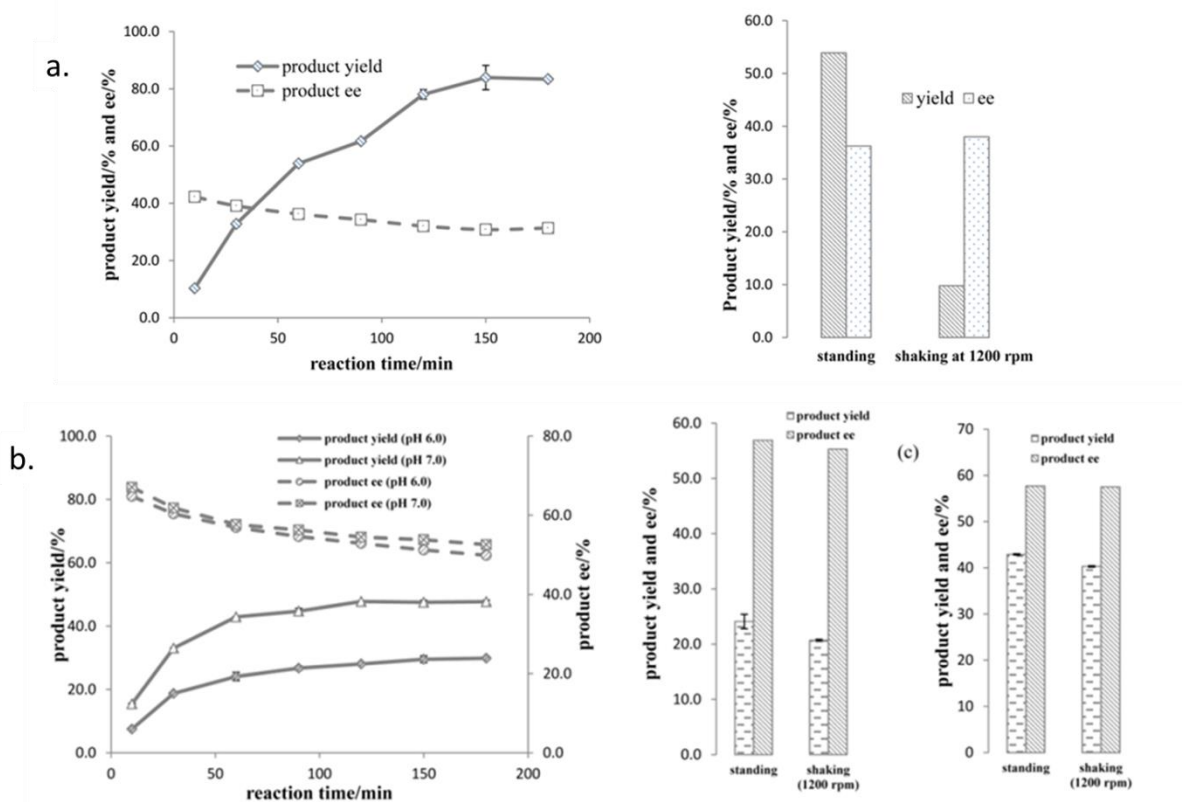 a.
100.0
80.0
60.0
40.0
20.0
0.0
product yield/% and ee/%
product yield
product ee
0 50 100 150 200
reaction time/min
60.0
50.0
40.0
30.0
20.0
10.0
0.0
Product yield/% and ee/%
yield ee
standing shaking at 1200 rpm
b.
100.0
80.0
60.0
40.0
20.0
0.0
product yield/%
product yield (pH 6.0)
product yield (pH 7.0)
product ee (pH 6.0)
product ee (pH 7.0)
80.0
60.0
40.0
20.0
0.0
product ee/%
0 50 100 150 200
reaction time/min
product yield
product ee
60.0
50.0
40.0
30.0
20.0
10.0
0.0
product yield and ee/%
standing shaking
(1200 rpm)
(c)
70
60
50
40
30
20
10
0
product yield and ee/%
product yield
product ee
standing shaking
(1200 rpm)